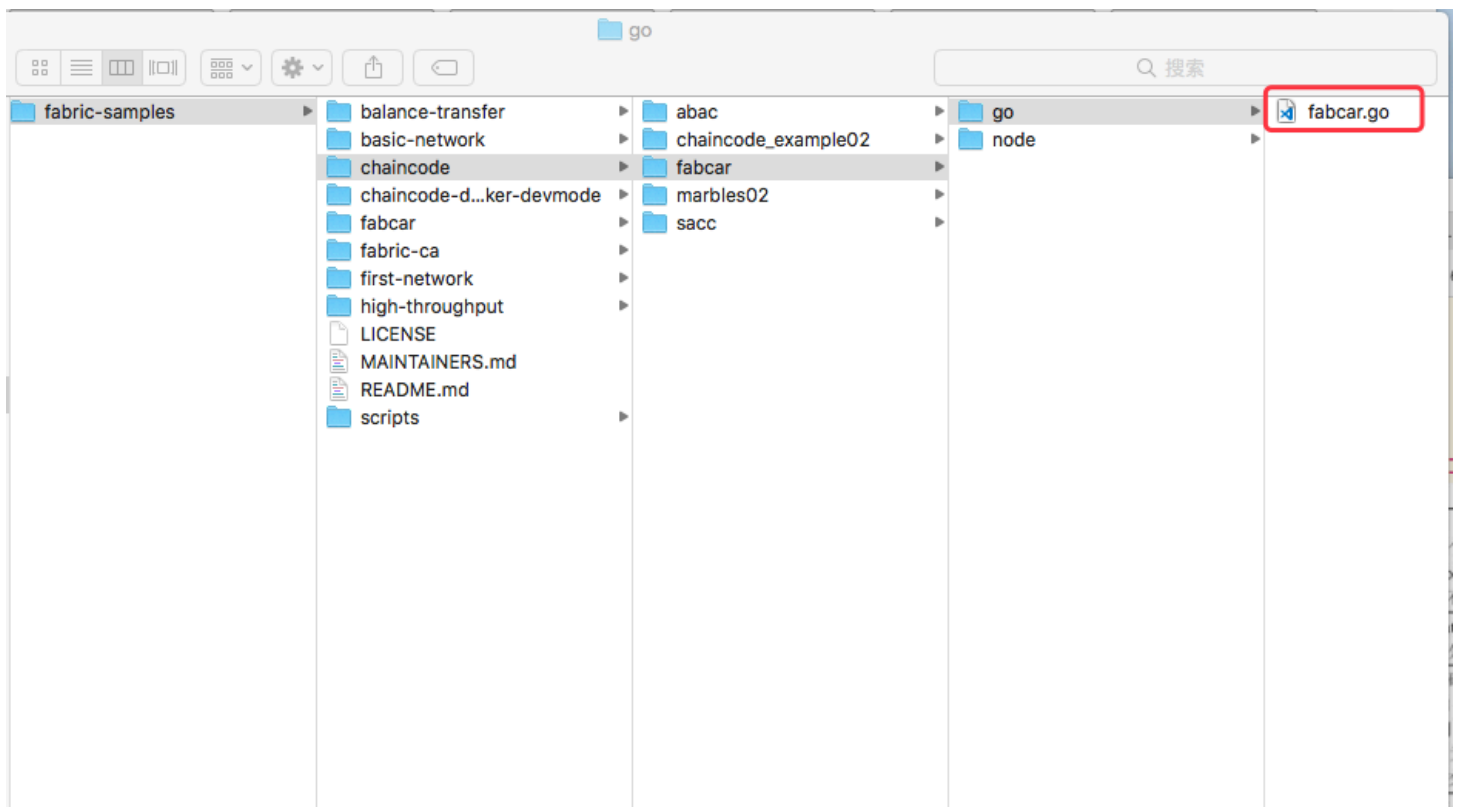 go
搜索
fabric-samples
balance-transfer
basic-network
chaincode
chaincode-d...ker-devmode
fabcar
fabric-ca
first-network
high-throughput
LICENSE
MAINTAINERS.md
README.md
scripts
abac
chaincode_example02
fabcar
marbles02
sacc
go
node
fabcar.go